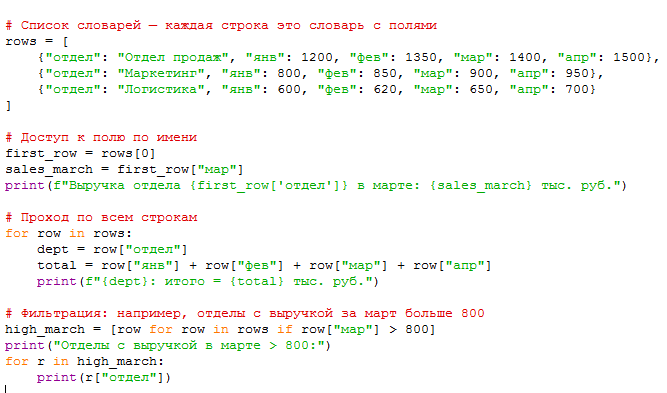 # Список словарей — каждая строка это словарь с полями
rows = [
    {"отдел": "Отдел продаж", "янв": 1200, "фев": 1350, "мар": 1400, "апр": 1500},
    {"отдел": "Маркетинг", "янв": 800, "фев": 850, "мар": 900, "апр": 950},
    {"отдел": "Логистика", "янв": 600, "фев": 620, "мар": 650, "апр": 700}
]
# Доступ к полю по имени
first_row = rows[0]
sales_march = first_row["мар"]
print(f"Выручка отдела {first_row['отдел']} в марте: {sales_march} тыс. руб.")
# Проход по всем строкам
for row in rows:
    dept = row["отдел"]
    total = row["янв"] + row["фев"] + row["мар"] + row["апр"]
    print(f"{dept}: итого = {total} тыс. руб.")
# Фильтрация: например, отделы с выручкой за март больше 800
high_march = [row for row in rows if row["мар"] > 800]
print("Отделы с выручкой в марте > 800:")
for r in high_march:
    print(r["отдел"])